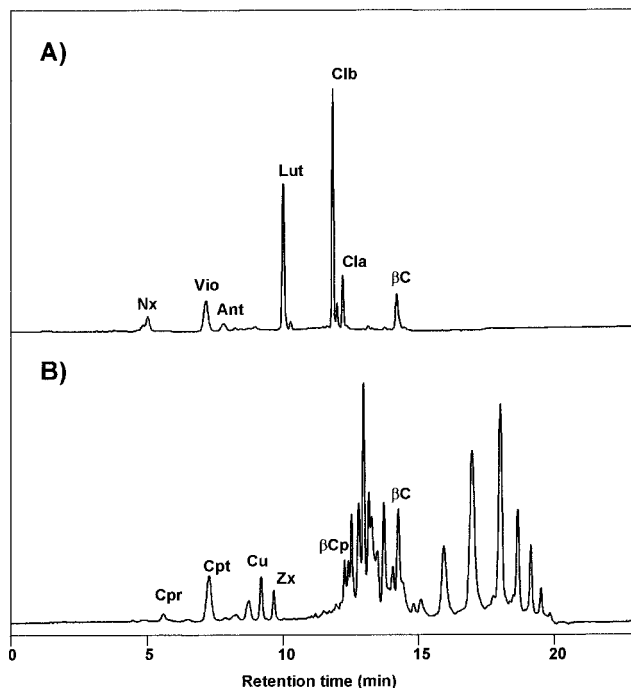 A)
Clb
Lut
Cla
Vio
βC
Nx
Ant
B)
βC
βCp
Cpt
Cu
Zx
Cpr
0 5 10 15 20
Retention time (min)